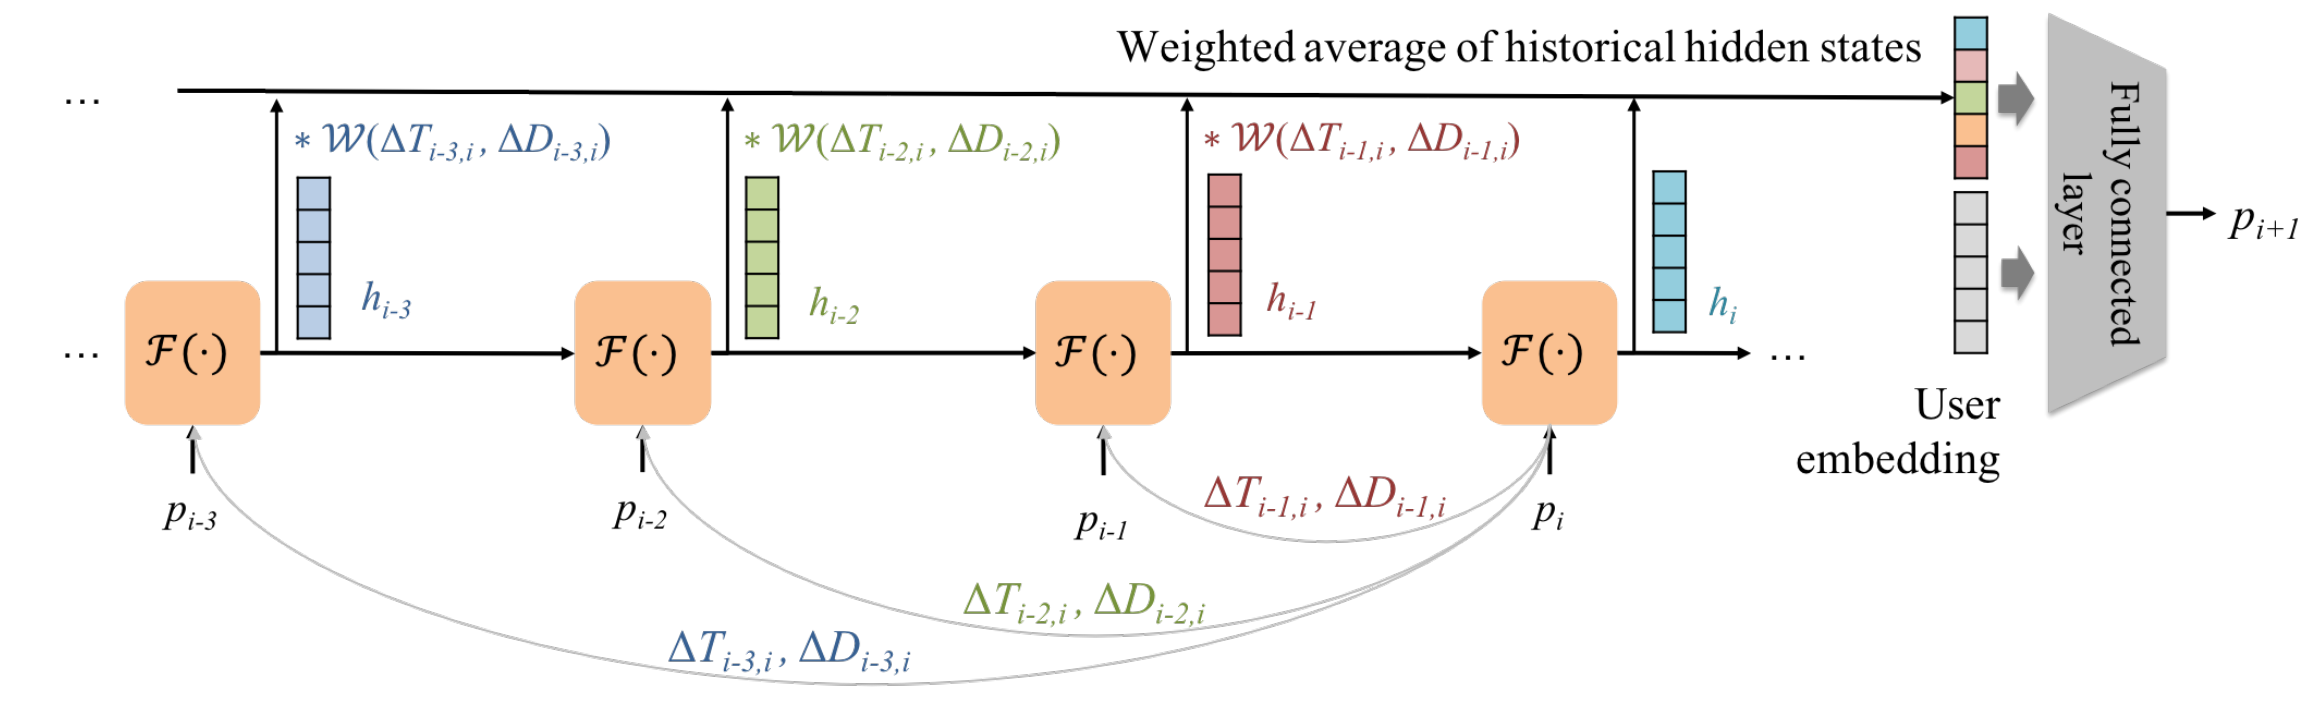 Weighted average of historical hidden states
...
* 𝒲(ΔT_{i-3,i}, ΔD_{i-3,i})
* 𝒲(ΔT_{i-2,i}, ΔD_{i-2,i})
* 𝒲(ΔT_{i-1,i}, ΔD_{i-1,i})
h_{i-3}
h_{i-2}
h_{i-1}
h_i
...
ℱ(·)
ℱ(·)
ℱ(·)
ℱ(·)
...
Fully connected
layer
p_{i+1}
User
embedding
p_{i-3}
p_{i-2}
p_{i-1}
p_i
ΔT_{i-1,i}, ΔD_{i-1,i}
ΔT_{i-2,i}, ΔD_{i-2,i}
ΔT_{i-3,i}, ΔD_{i-3,i}